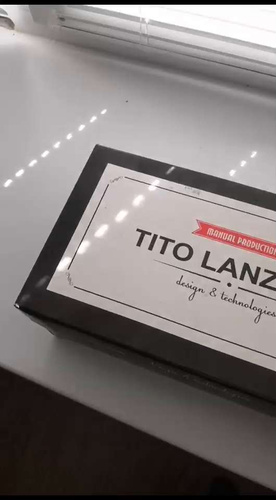 MANUAL PRODUCTION
TITO LANZ
design & technologies